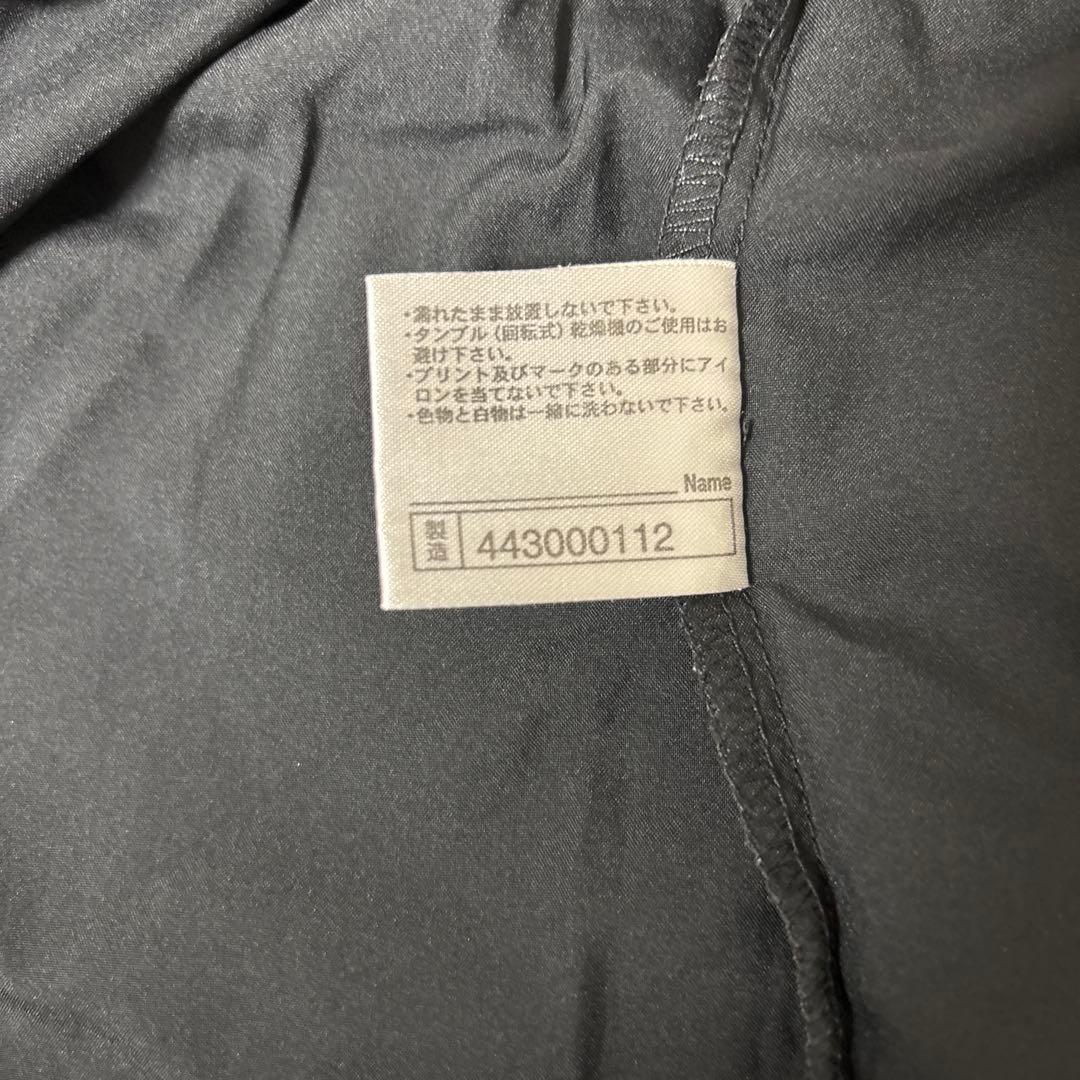 ・濡れたまま放置しないで下さい。
・タンブル(回転式)乾燥機のご使用はお
避け下さい。
・プリント及びマークのある部分にアイ
ロンを当てないで下さい。
・色物と白物は一緒に洗わないで下さい。
Name
製造 443000112